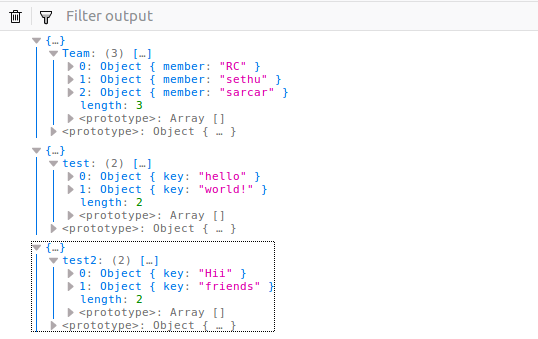 Filter output
{…}
Team: (3) […]
0: Object { member: "RC" }
1: Object { member: "sethu" }
2: Object { member: "sarcar" }
length: 3
<prototype>: Array []
<prototype>: Object { … }
{…}
test: (2) […]
0: Object { key: "hello" }
1: Object { key: "world!" }
length: 2
<prototype>: Array []
<prototype>: Object { … }
{…}
test2: (2) […]
0: Object { key: "Hii" }
1: Object { key: "friends" }
length: 2
<prototype>: Array []
<prototype>: Object { … }